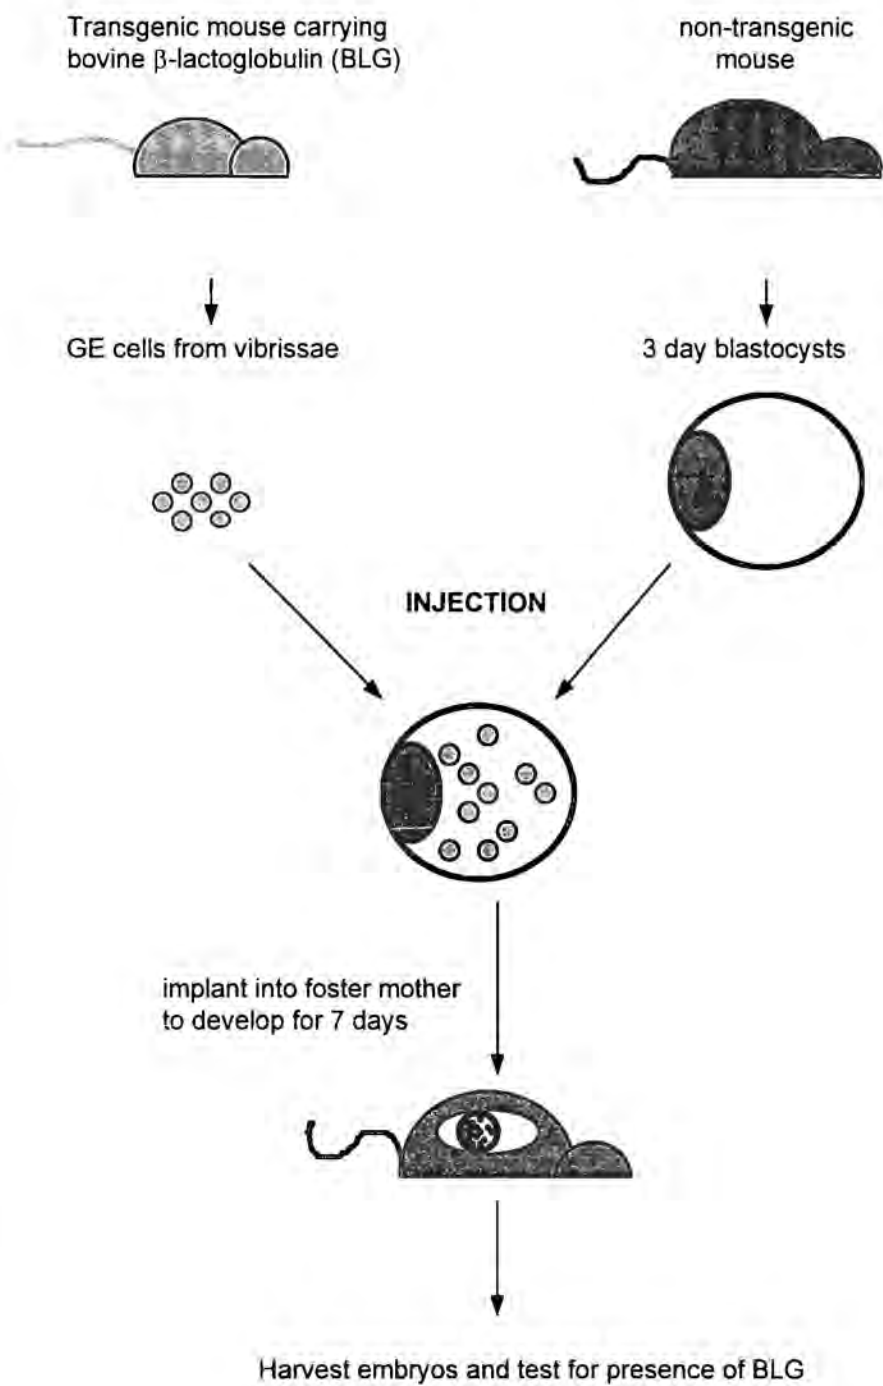 Transgenic mouse carrying
bovine β-lactoglobulin (BLG)
non-transgenic
mouse
GE cells from vibrissae
3 day blastocysts
INJECTION
implant into foster mother
to develop for 7 days
Harvest embryos and test for presence of BLG